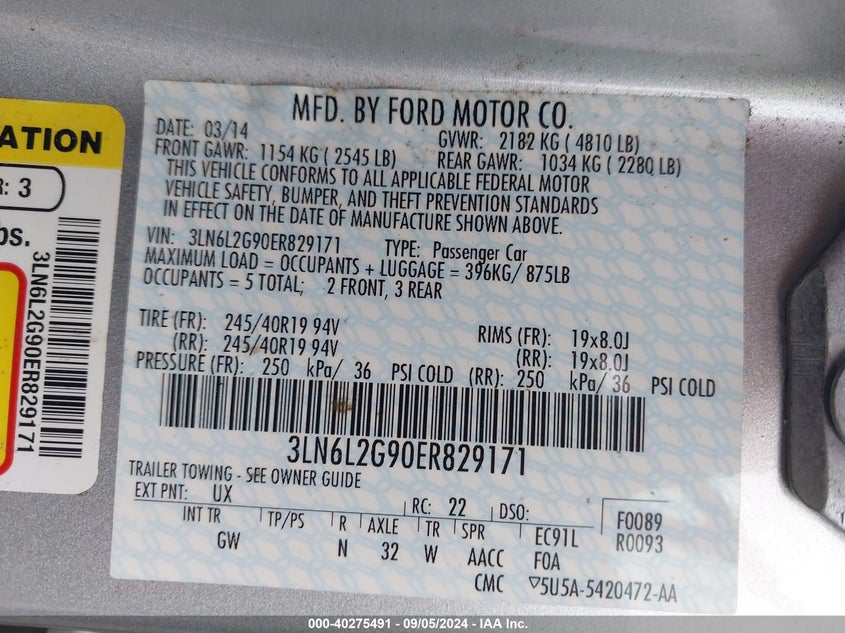 ATION
R: 3
bs.
3LN6L2G90ER829171
MFD. BY FORD MOTOR CO.
DATE: 03/14 GVWR: 2182 KG ( 4810 LB)
FRONT GAWR: 1154 KG ( 2545 LB) REAR GAWR: 1034 KG ( 2280 LB)
THIS VEHICLE CONFORMS TO ALL APPLICABLE FEDERAL MOTOR
VEHICLE SAFETY, BUMPER, AND THEFT PREVENTION STANDARDS
IN EFFECT ON THE DATE OF MANUFACTURE SHOWN ABOVE.
VIN: 3LN6L2G90ER829171 TYPE: Passenger Car
MAXIMUM LOAD = OCCUPANTS + LUGGAGE = 396KG/ 875LB
OCCUPANTS = 5 TOTAL; 2 FRONT, 3 REAR
TIRE (FR): 245/40R19 94V RIMS (FR): 19x8.0J
(RR): 245/40R19 94V (RR): 19x8.0J
PRESSURE (FR): 250 kPa/ 36 PSI COLD (RR): 250 kPa/ 36 PSI COLD
3LN6L2G90ER829171
TRAILER TOWING - SEE OWNER GUIDE
EXT PNT: UX RC: 22 DSO: F0089
INT TR TP/PS R AXLE TR SPR EC91L R0093
GW N 32 W AACC FOA
CMC ▽5U5A-5420472-AA
000-40275491 - 09/05/2024 - IAA Inc.